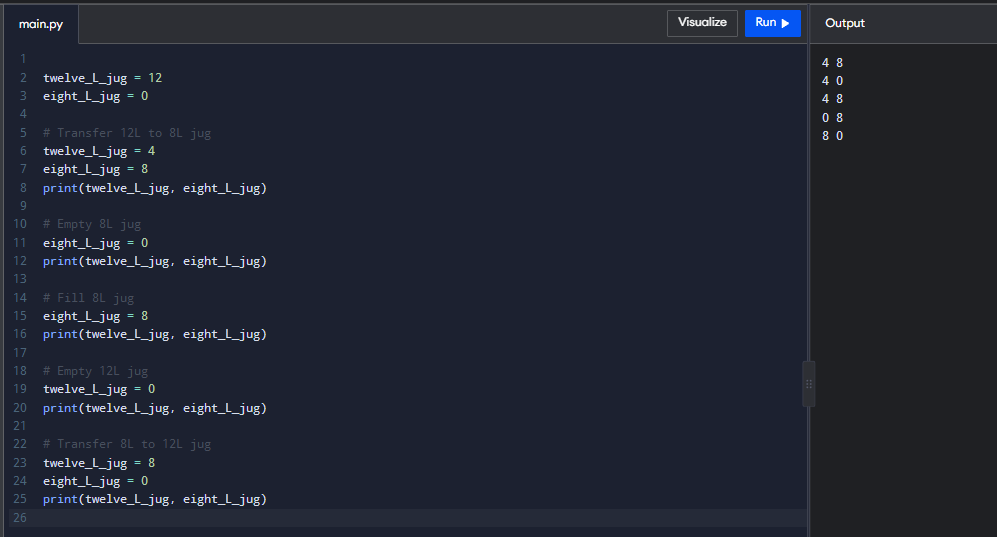 main.py Visualize Run Output
1
2 twelve_L_jug = 12
3 eight_L_jug = 0
4
5 # Transfer 12L to 8L jug
6 twelve_L_jug = 4
7 eight_L_jug = 8
8 print(twelve_L_jug, eight_L_jug)
9
10 # Empty 8L jug
11 eight_L_jug = 0
12 print(twelve_L_jug, eight_L_jug)
13
14 # Fill 8L jug
15 eight_L_jug = 8
16 print(twelve_L_jug, eight_L_jug)
17
18 # Empty 12L jug
19 twelve_L_jug = 0
20 print(twelve_L_jug, eight_L_jug)
21
22 # Transfer 8L to 12L jug
23 twelve_L_jug = 8
24 eight_L_jug = 0
25 print(twelve_L_jug, eight_L_jug)
26
4 8
4 0
4 8
0 8
8 0